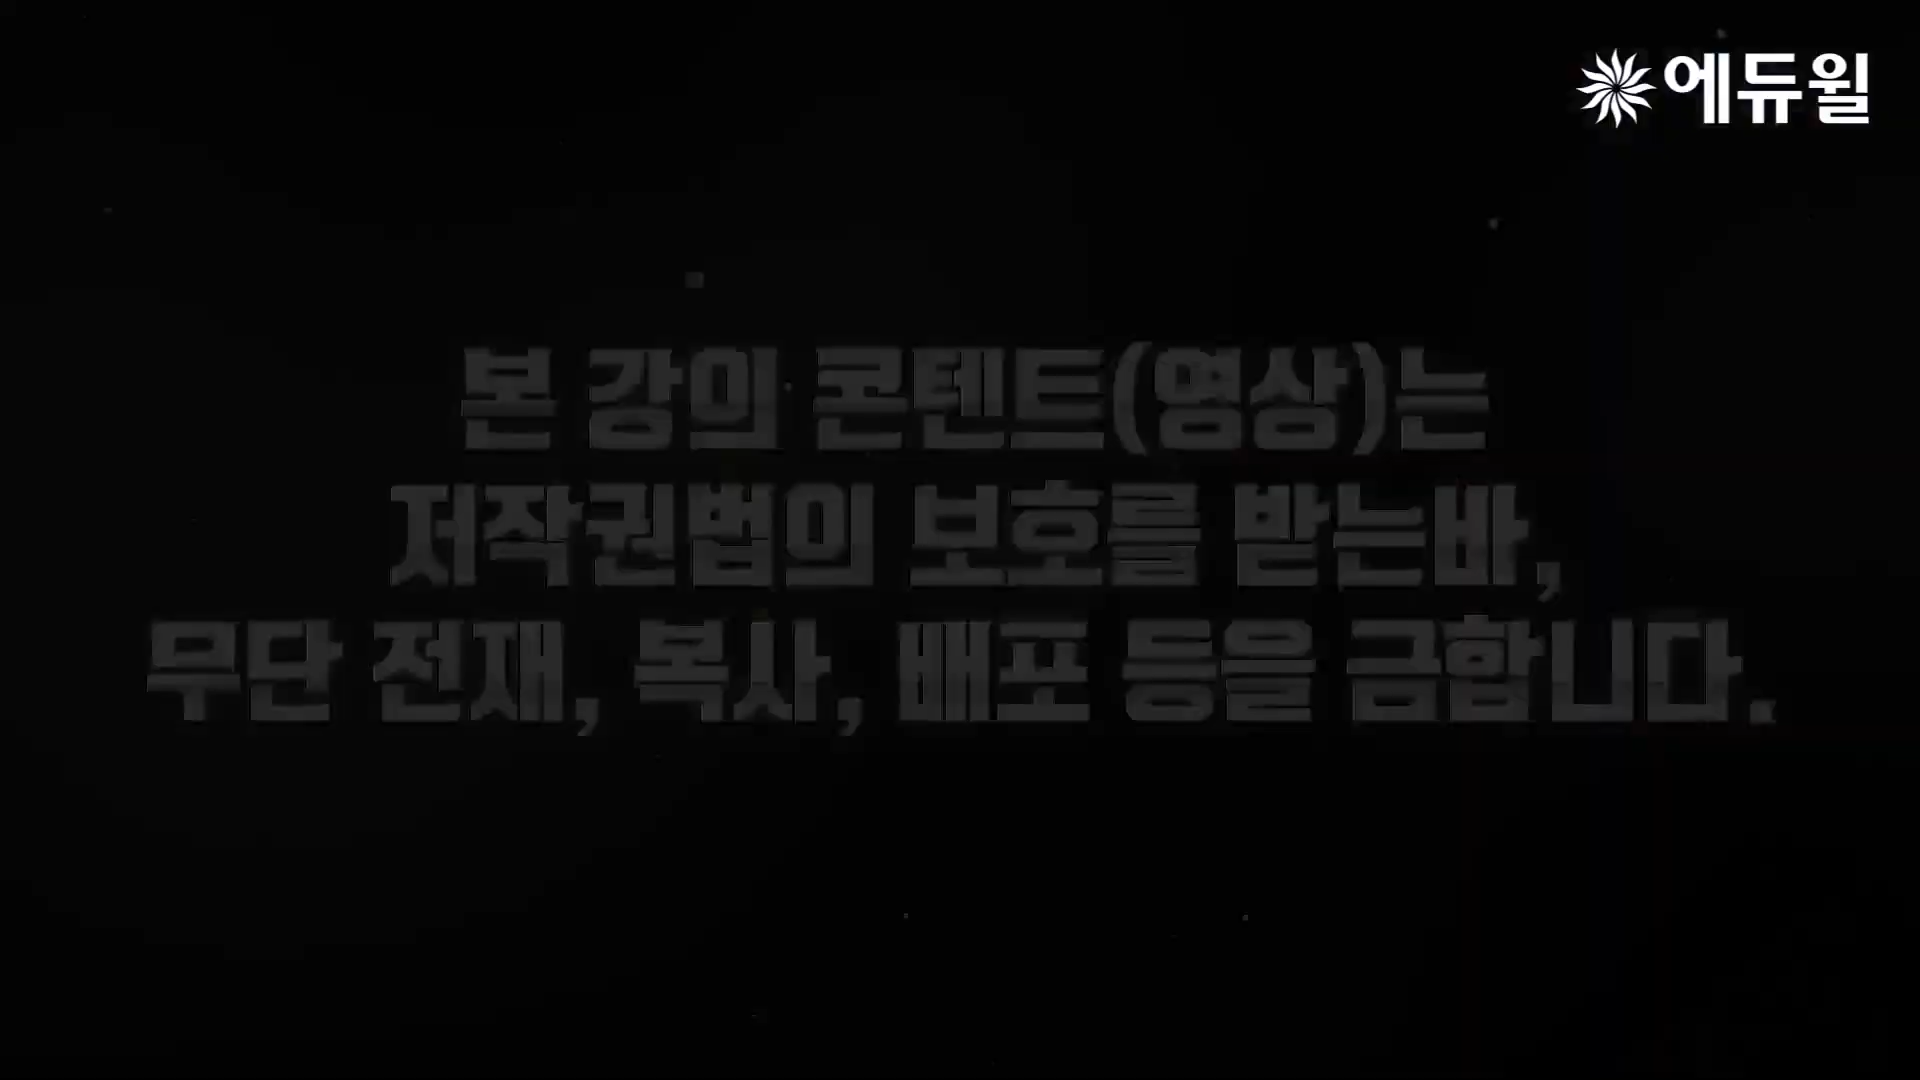 에듀윌
본 강의 콘텐트(영상)는
저작권법의 보호를 받는바,
무단 전재, 복사, 배포 등을 금합니다.